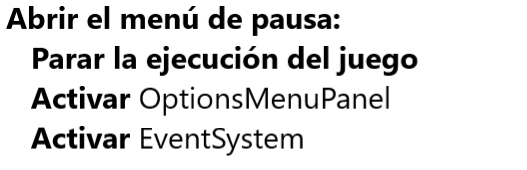 Abrir el menú de pausa:
Parar la ejecución del juego
Activar OptionsMenuPanel
Activar EventSystem